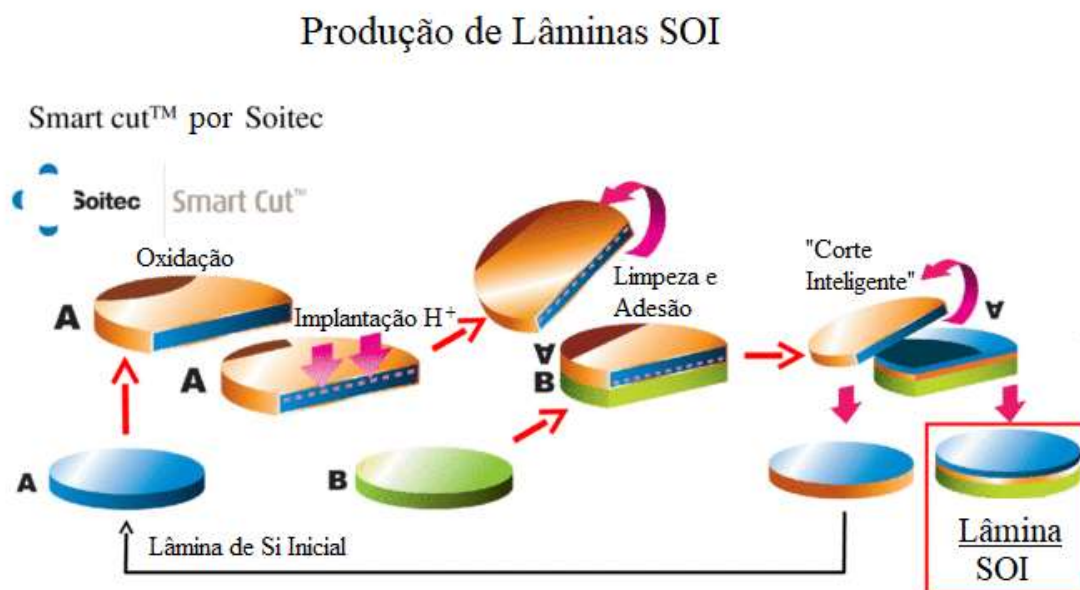 Produção de Lâminas SOI
Smart cut™ por Soitec
Soitec
Smart Cut™
Oxidação
A
Implantação H⁺
A
Limpeza e
Adesão
A
B
"Corte
Inteligente"
A
A
B
Lâmina de Si Inicial
Lâmina
SOI